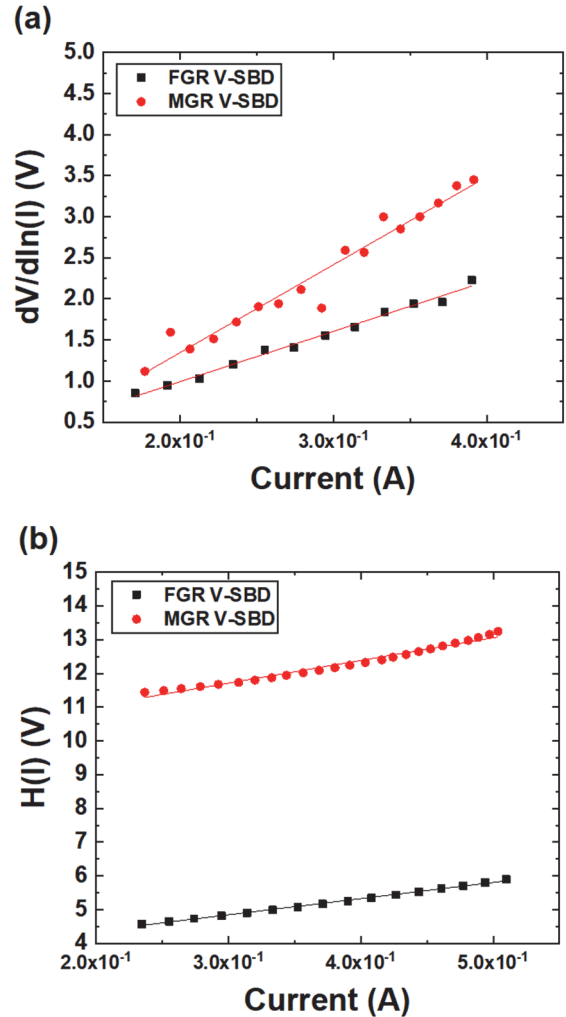 (a)
5.0
4.5
4.0
3.5
3.0
2.5
2.0
1.5
1.0
0.5
dV/dln(I) (V)
FGR V-SBD
MGR V-SBD
2.0x10⁻¹ 3.0x10⁻¹ 4.0x10⁻¹
Current (A)
(b)
15
14
13
12
11
10
9
8
7
6
5
4
H(I) (V)
FGR V-SBD
MGR V-SBD
2.0x10⁻¹ 3.0x10⁻¹ 4.0x10⁻¹ 5.0x10⁻¹
Current (A)